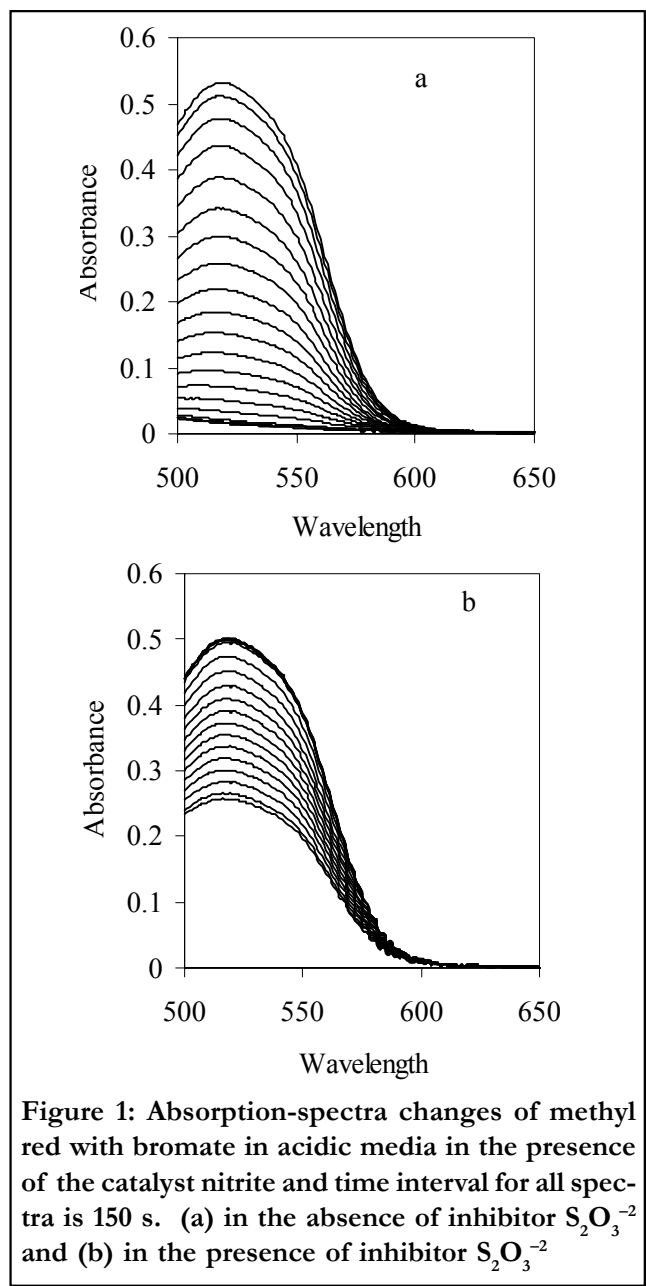 a
0.6
0.5
0.4
0.3
0.2
0.1
0
Absorbance
500 550 600 650
Wavelength
b
0.6
0.5
0.4
0.3
0.2
0.1
0
Absorbance
500 550 600 650
Wavelength
Figure 1: Absorption-spectra changes of methyl
red with bromate in acidic media in the presence
of the catalyst nitrite and time interval for all spec-
tra is 150 s. (a) in the absence of inhibitor S₂O₃⁻²
and (b) in the presence of inhibitor S₂O₃⁻²